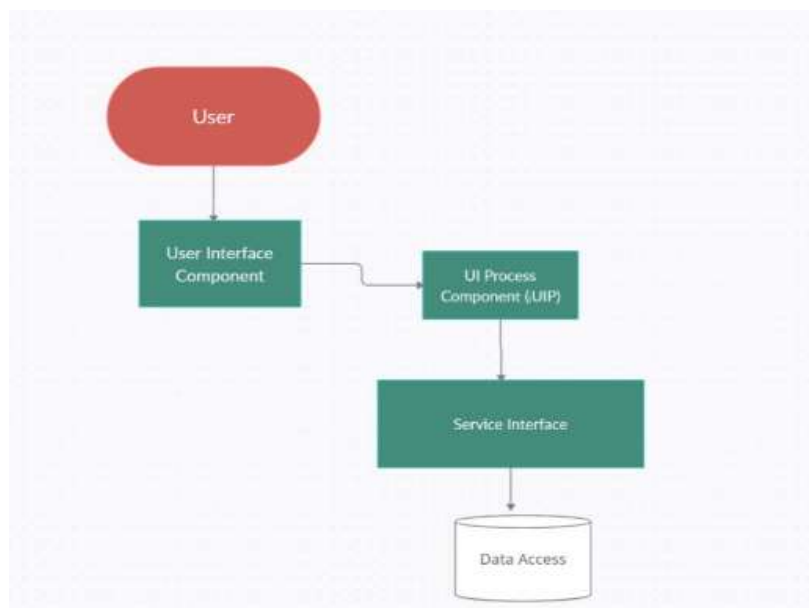 User
User Interface
Component
UI Process
Component (.UIP)
Service Interface
Data Access